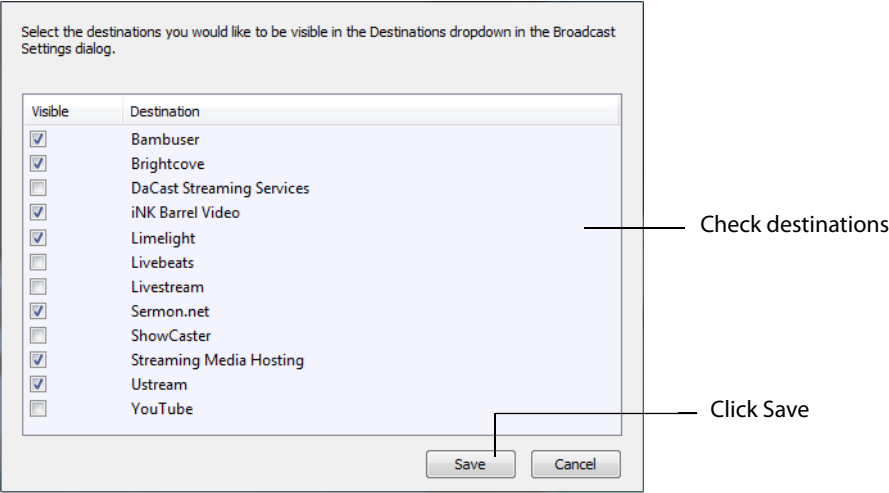 Select the destinations you would like to be visible in the Destinations dropdown in the Broadcast
Settings dialog.
Visible Destination
Bambuser
Brightcove
DaCast Streaming Services
iNK Barrel Video
Limelight
Livebeats
Livestream
Sermon.net
ShowCaster
Streaming Media Hosting
Ustream
YouTube
Check destinations
Click Save
Save Cancel